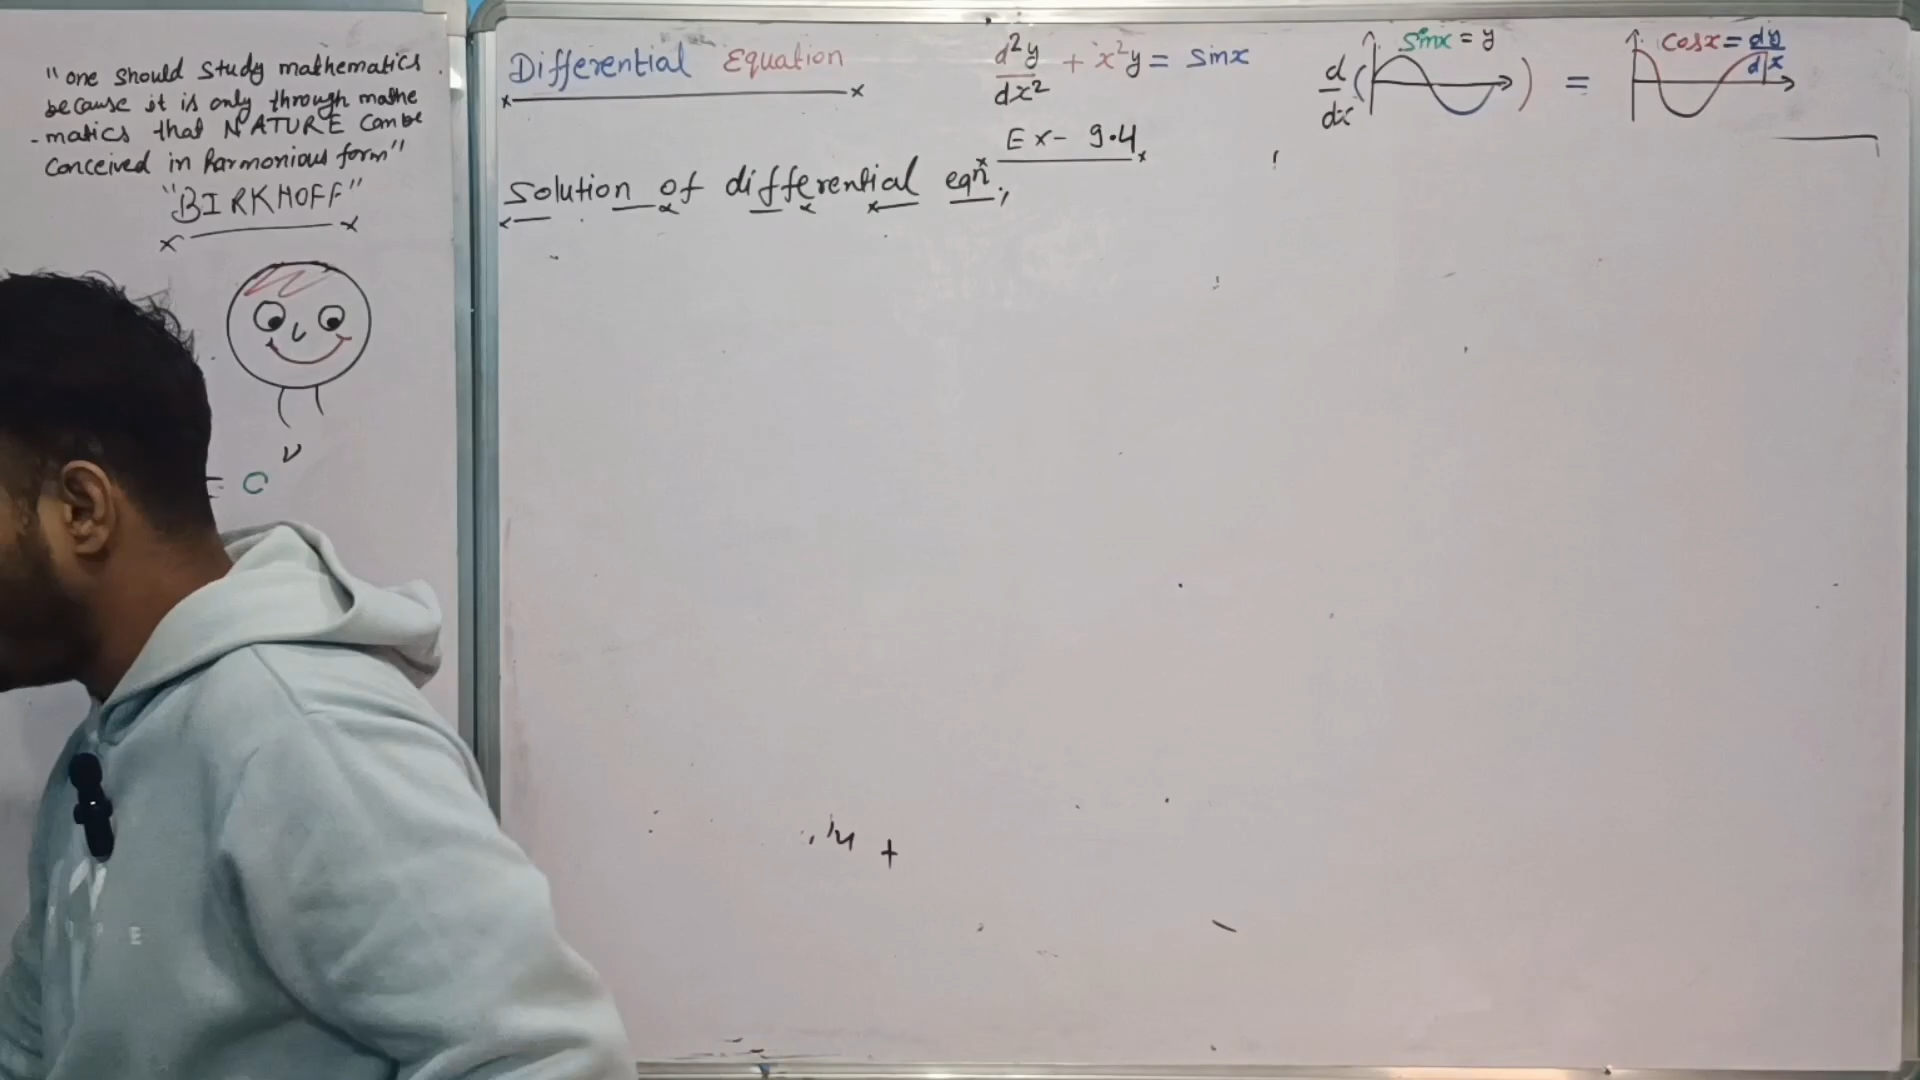 "one should study mathematics.
because it is only through mathe
-matics that NATURE can be
conceived in harmonious form"
"BIRKHOFF"
= 0
Differential Equation
d²y/dx² + x²y = sinx
d/dx ( sinx = y ) = cosx = dy/dx
Ex- 9.4
Solution of differential eqⁿ.,
+